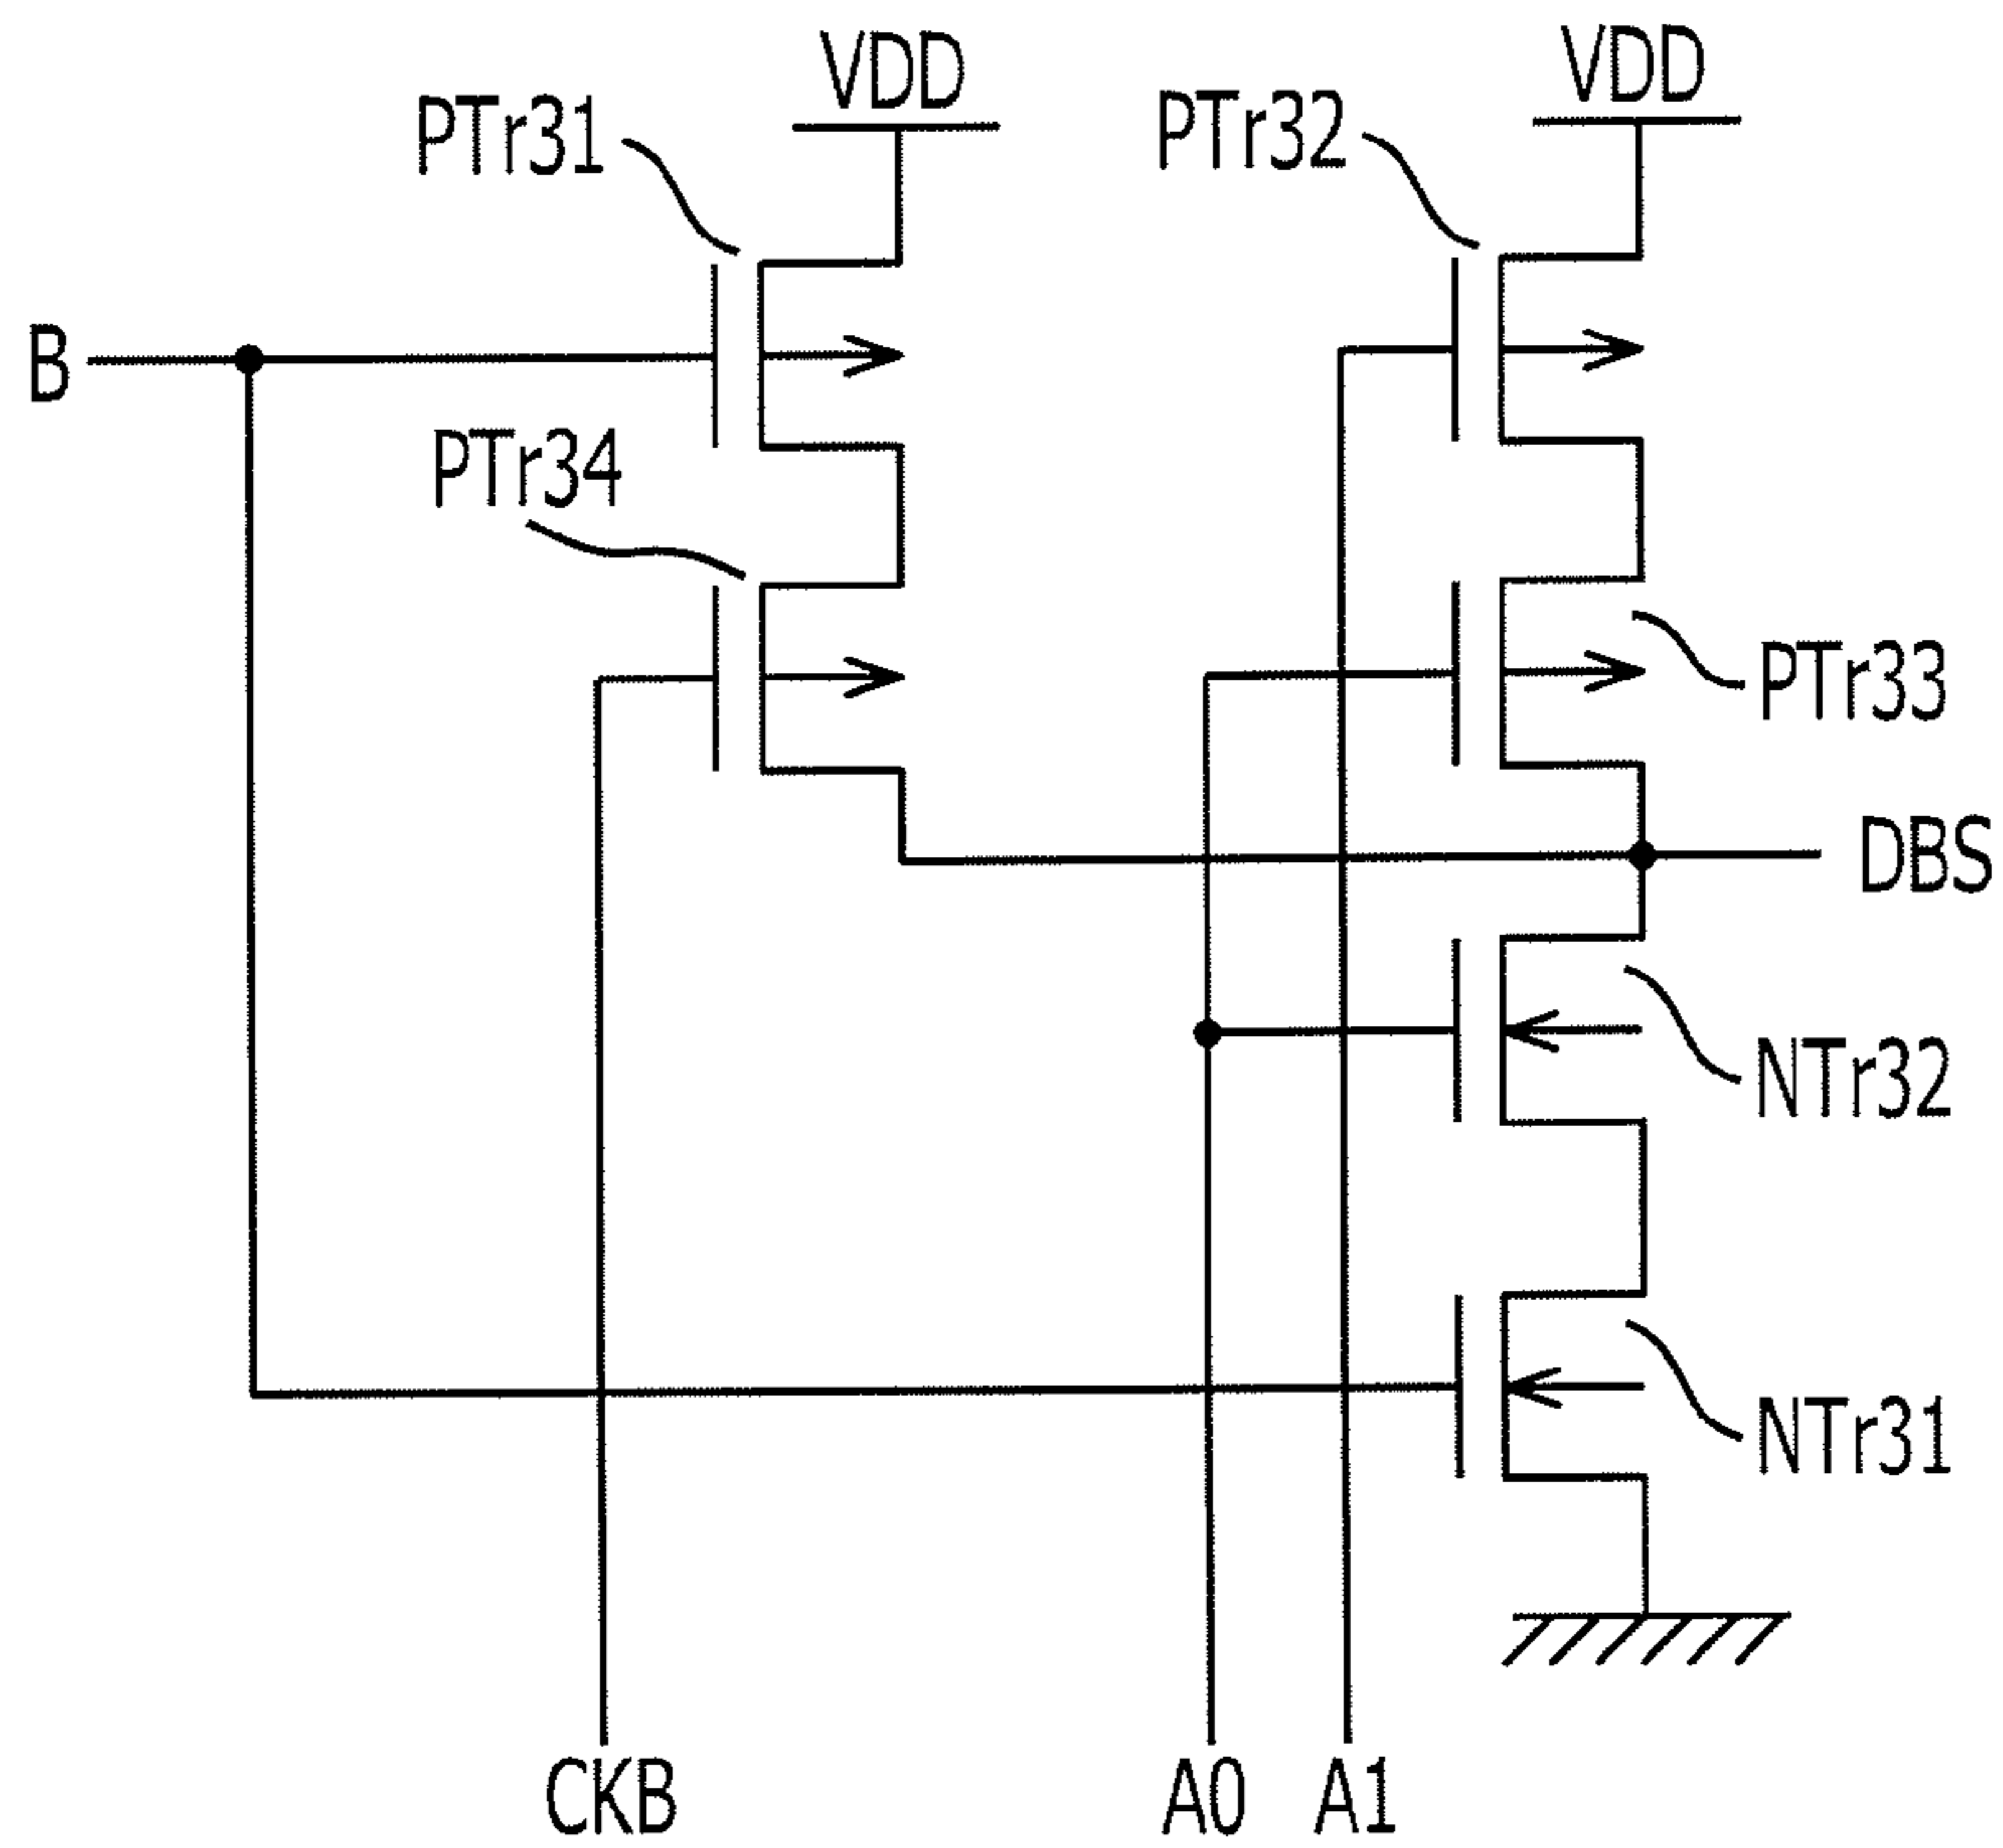 VDD
VDD
PTr31
PTr32
B
PTr34
PTr33
DBS
NTr32
NTr31
CKB
A0
A1